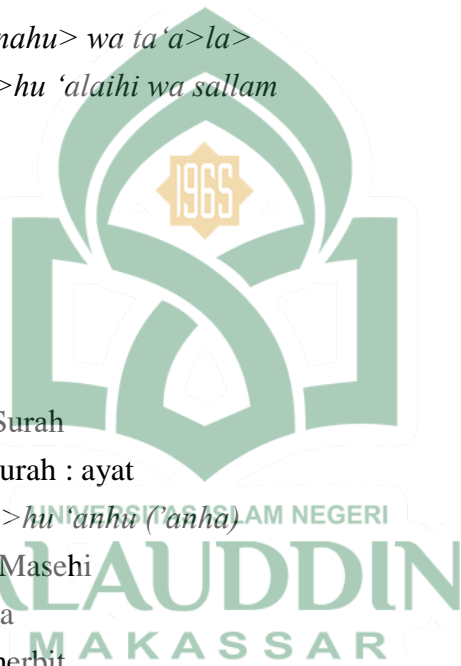 nahu> wa ta‘a>la>
>hu ‘alaihi wa sallam
1965
Surah
urah : ayat
>hu ‘anhu (’anha)
UNIVERSITAS ISLAM NEGERI
Masehi
ALAUDDIN
a
MAKASSAR
nerbit